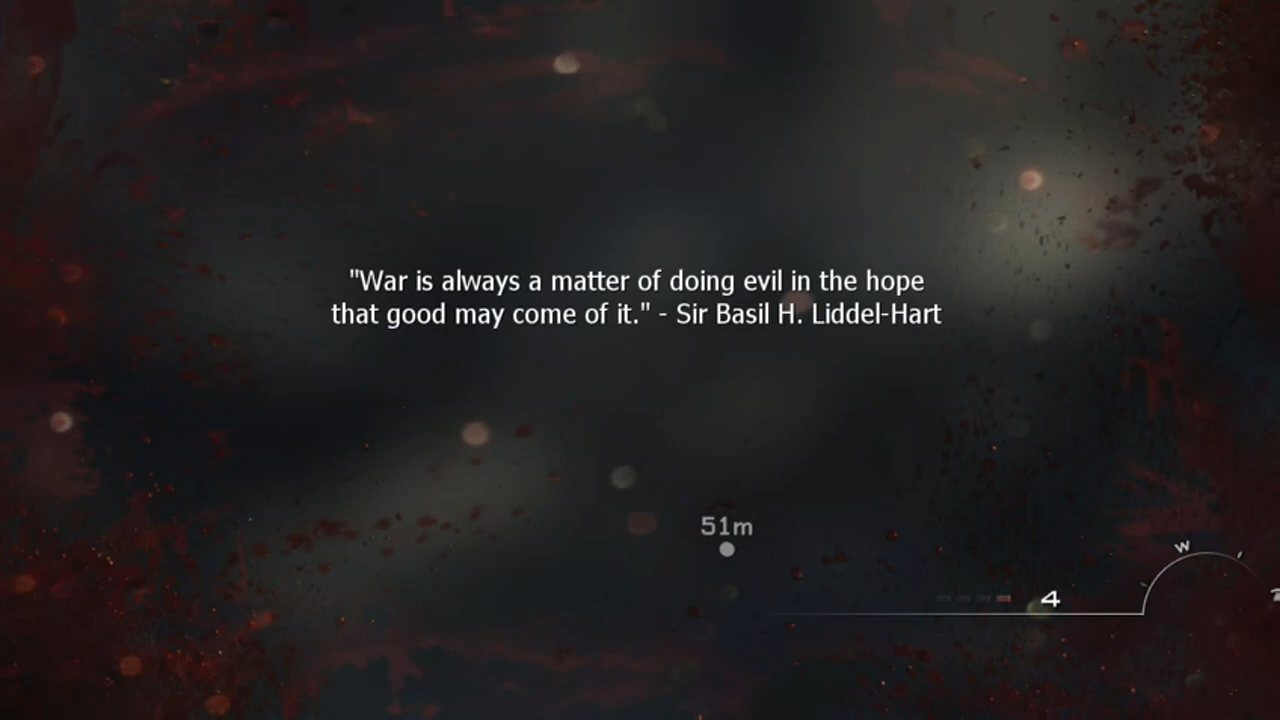 "War is always a matter of doing evil in the hope
that good may come of it." - Sir Basil H. Liddel-Hart
51m
W
4